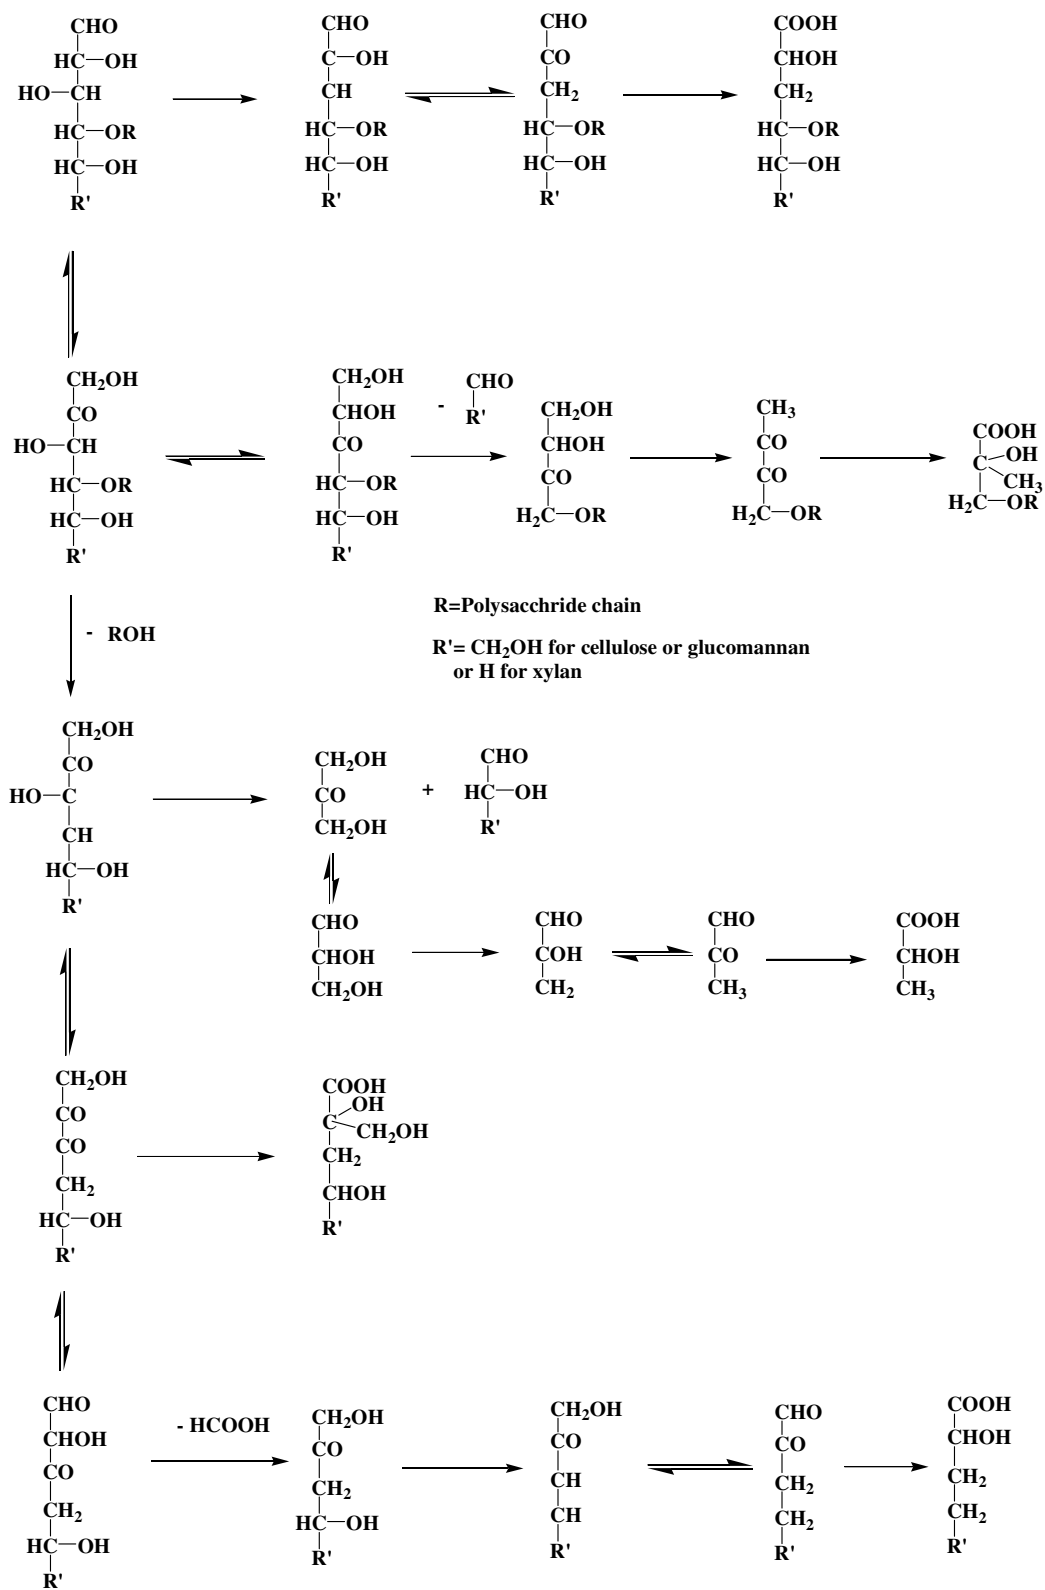 CHO
HC—OH
HO—CH
HC—OR
HC—OH
R'
CHO
C—OH
CH
HC—OR
HC—OH
R'
CHO
CO
CH2
HC—OR
HC—OH
R'
COOH
CHOH
CH2
HC—OR
HC—OH
R'
CH2OH
CO
HO—CH
HC—OR
HC—OH
R'
CH2OH
CHOH
CO
HC—OR
HC—OH
R'
- CHO
R'
CH2OH
CHOH
CO
H2C—OR
CH3
CO
CO
H2C—OR
COOH
OH
C
CH3
H2C—OR
- ROH
R=Polysacchride chain
R'= CH2OH for cellulose or glucomannan
or H for xylan
CH2OH
CO
HO—C
CH
HC—OH
R'
CH2OH
CO
CH2OH
+
CHO
HC—OH
R'
CHO
CHOH
CH2OH
CHO
COH
CH2
CHO
CO
CH3
COOH
CHOH
CH3
CH2OH
CO
CO
CH2
HC—OH
R'
COOH
OH
C
CH2OH
CH2
CHOH
R'
CHO
CHOH
CO
CH2
HC—OH
R'
- HCOOH
CH2OH
CO
CH2
HC—OH
R'
CH2OH
CO
CH
CH
R'
CHO
CO
CH2
CH2
R'
COOH
CHOH
CH2
CH2
R'